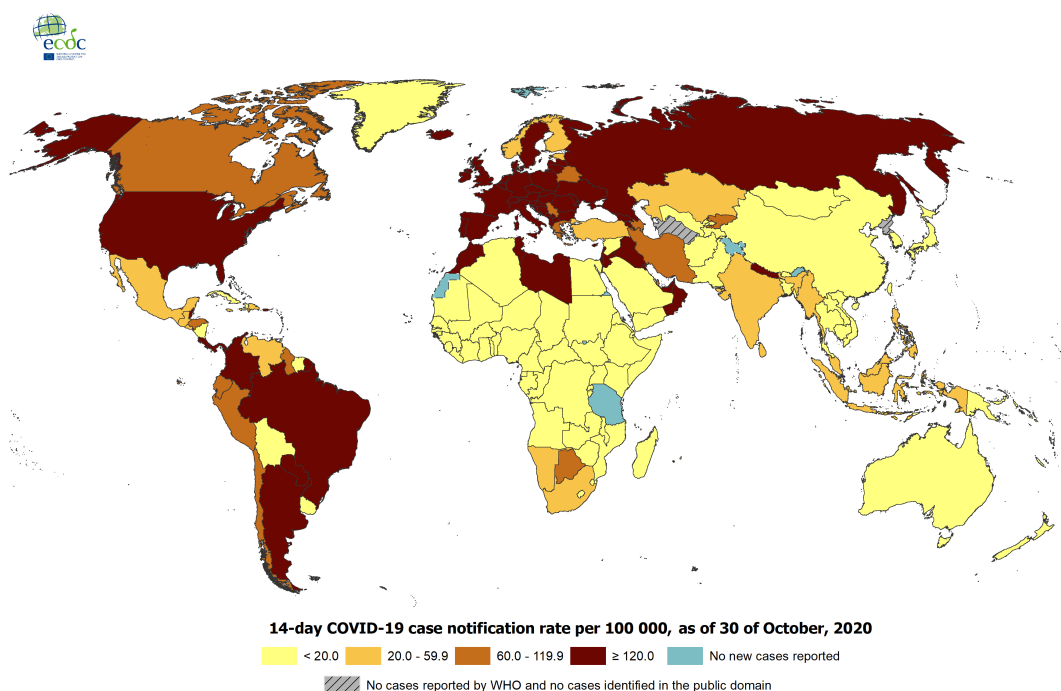 ecdc
14-day COVID-19 case notification rate per 100 000, as of 30 of October, 2020
< 20.0 20.0 - 59.9 60.0 - 119.9 ≥ 120.0 No new cases reported
No cases reported by WHO and no cases identified in the public domain